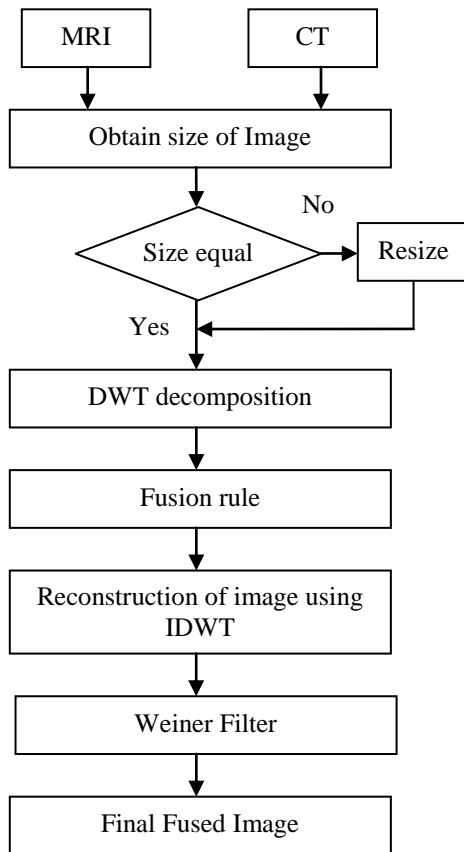 MRI
CT
Obtain size of Image
No
Size equal
Resize
Yes
DWT decomposition
Fusion rule
Reconstruction of image using
IDWT
Weiner Filter
Final Fused Image